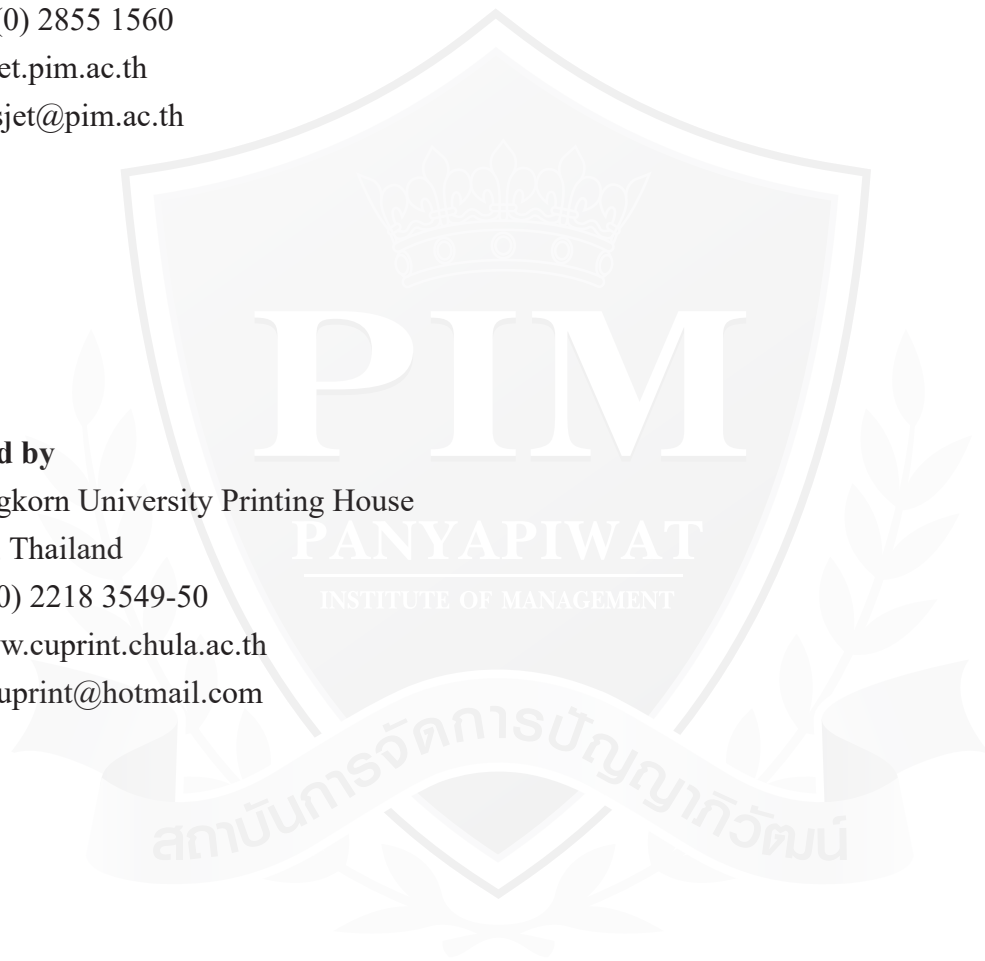 (0) 2855 1560
et.pim.ac.th
sjet@pim.ac.th
PIM
d by
gkorn University Printing House
Thailand
PANYAPIWAT
0) 2218 3549-50
INSTITUTE OF MANAGEMENT
w.cuprint.chula.ac.th
uprint@hotmail.com
สถาบันการจัดการปัญญาภิวัฒน์